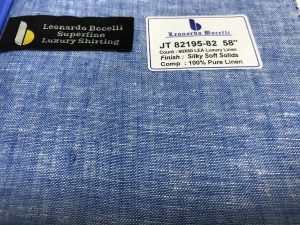 Leonardo Bocelli
Superfine
Luxury Shirting
Leonardo Bocelli
JT 82195-82 58"
Count : 60X60 LEA Luxury Linen
Finish : Silky Soft Solids
Comp : 100% Pure Linen